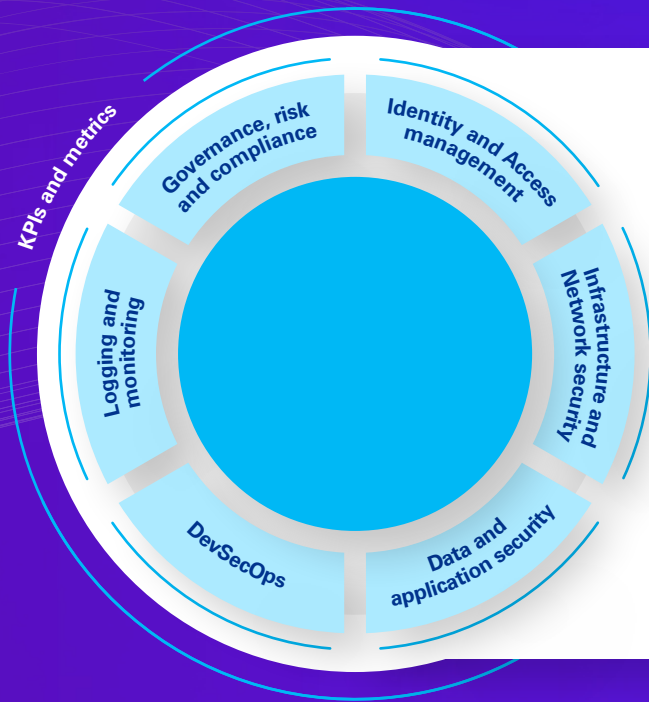 KPIs and metrics
Governance, risk
and compliance
Identity and Access
management
Infrastructure and
Network security
Data and
application security
DevSecOps
Logging and
monitoring